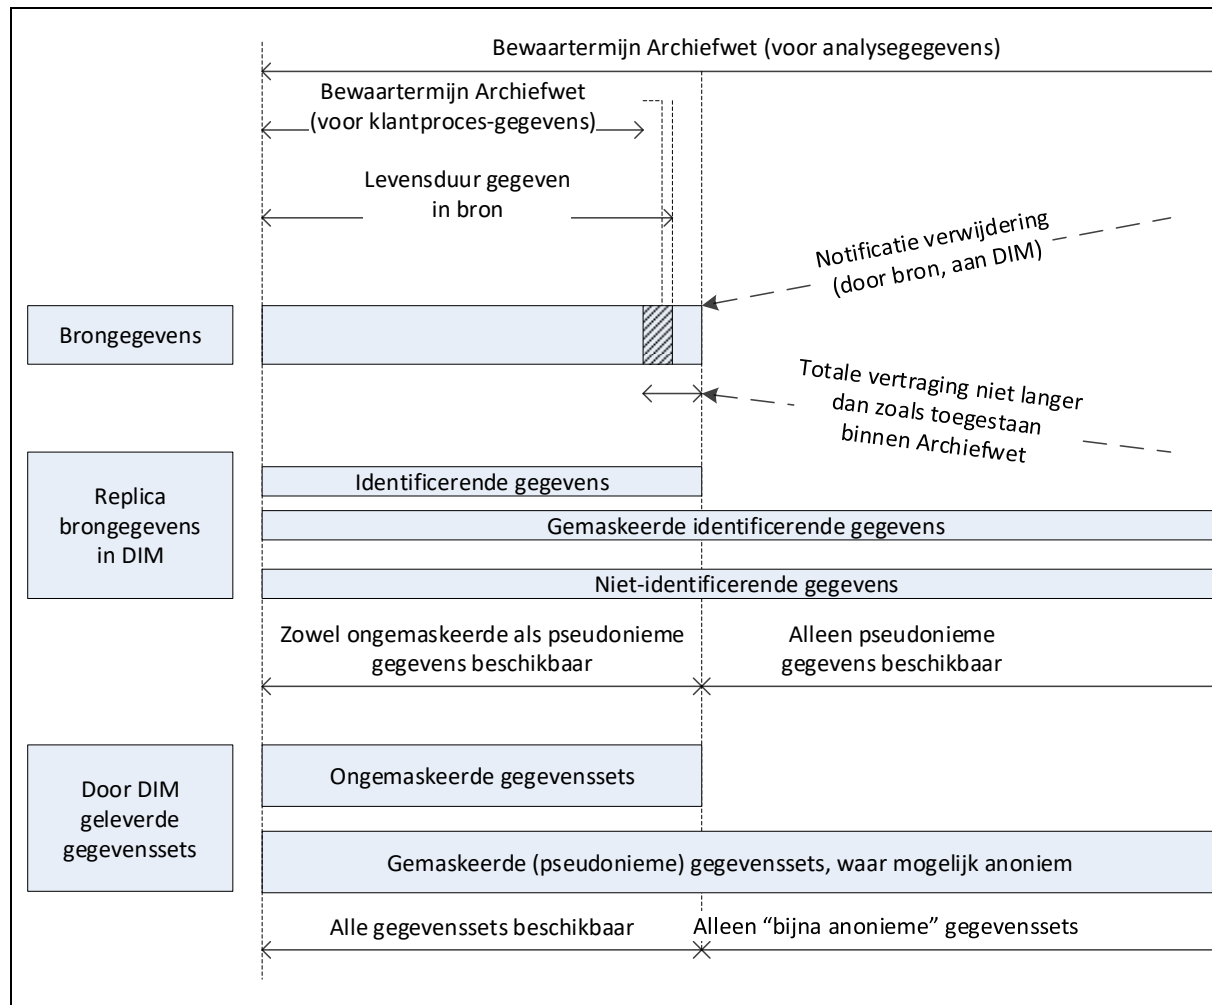 Bewaartermijn Archiefwet (voor analysegegevens)
Bewaartermijn Archiefwet
(voor klantproces-gegevens)
Levensduur gegeven
in bron
Notificatie verwijdering
(door bron, aan DIM)
Brongegevens
Totale vertraging niet langer
dan zoals toegestaan
binnen Archiefwet
Replica
brongegevens
in DIM
Identificerende gegevens
Gemaskeerde identificerende gegevens
Niet-identificerende gegevens
Zowel ongemaskeerde als pseudonieme
gegevens beschikbaar
Alleen pseudonieme
gegevens beschikbaar
Door DIM
geleverde
gegevenssets
Ongemaskeerde gegevenssets
Gemaskeerde (pseudonieme) gegevenssets, waar mogelijk anoniem
Alle gegevenssets beschikbaar
Alleen “bijna anonieme” gegevenssets